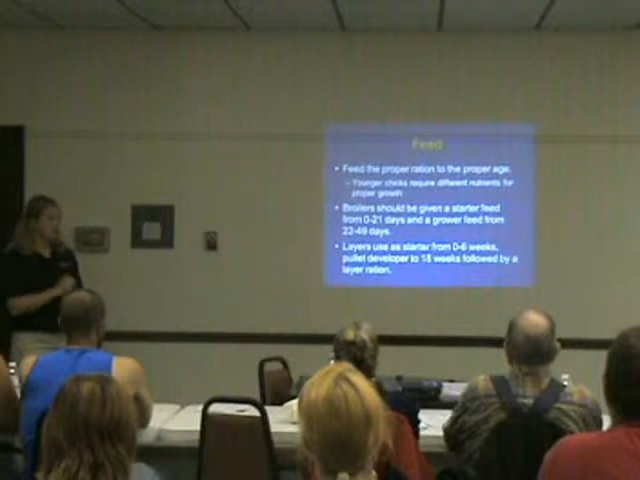 Feed
• Feed the proper ration to the proper age.
– Younger chicks require different nutrients for
proper growth
• Broilers should be given a starter feed
from 0-21 days and a grower feed from
22-49 days.
• Layers use as starter from 0-6 weeks,
pullet developer to 18 weeks followed by a
layer ration.